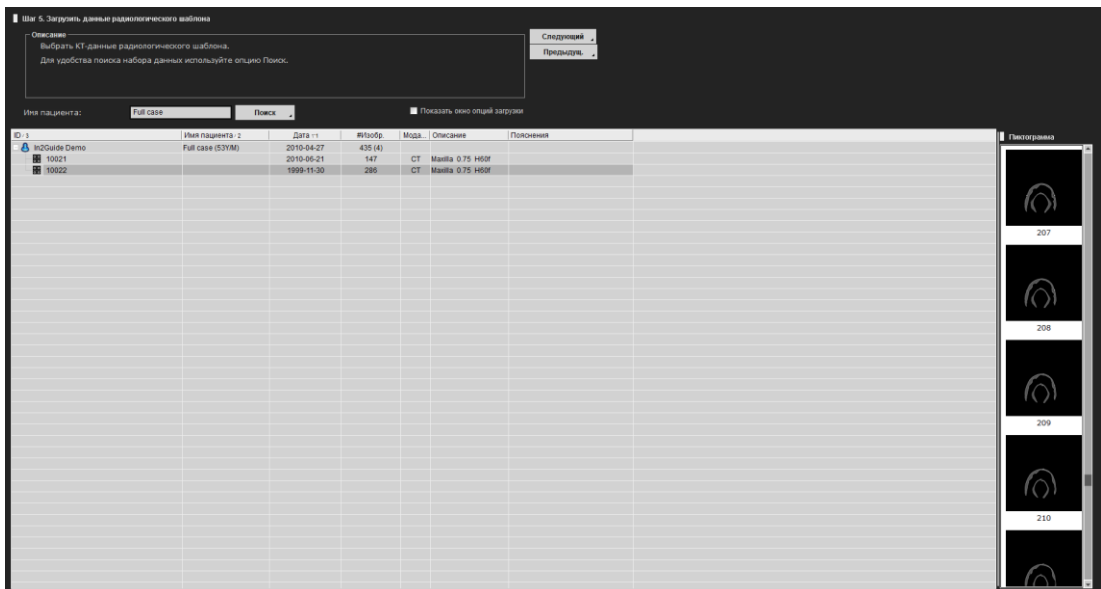 Шаг 5. Загрузить данные радиологического шаблона
Описание
Выбрать КТ-данные радиологического шаблона.
Для удобства поиска набора данных используйте опцию Поиск.
Следующий
Предыдущ.
Имя пациента: Full case Поиск Показать окно опций загрузки
ID 3 Имя пациента 2 Дата 1 #Изобр. Мода... Описание Пояснения
In2Guide Demo Full case (53Y/M) 2010-04-27 435 (4)
10021 2010-06-21 147 CT Maxilla 0.75 H60f
10022 1999-11-30 286 CT Maxilla 0.75 H60f
Пиктограмма
207
208
209
210